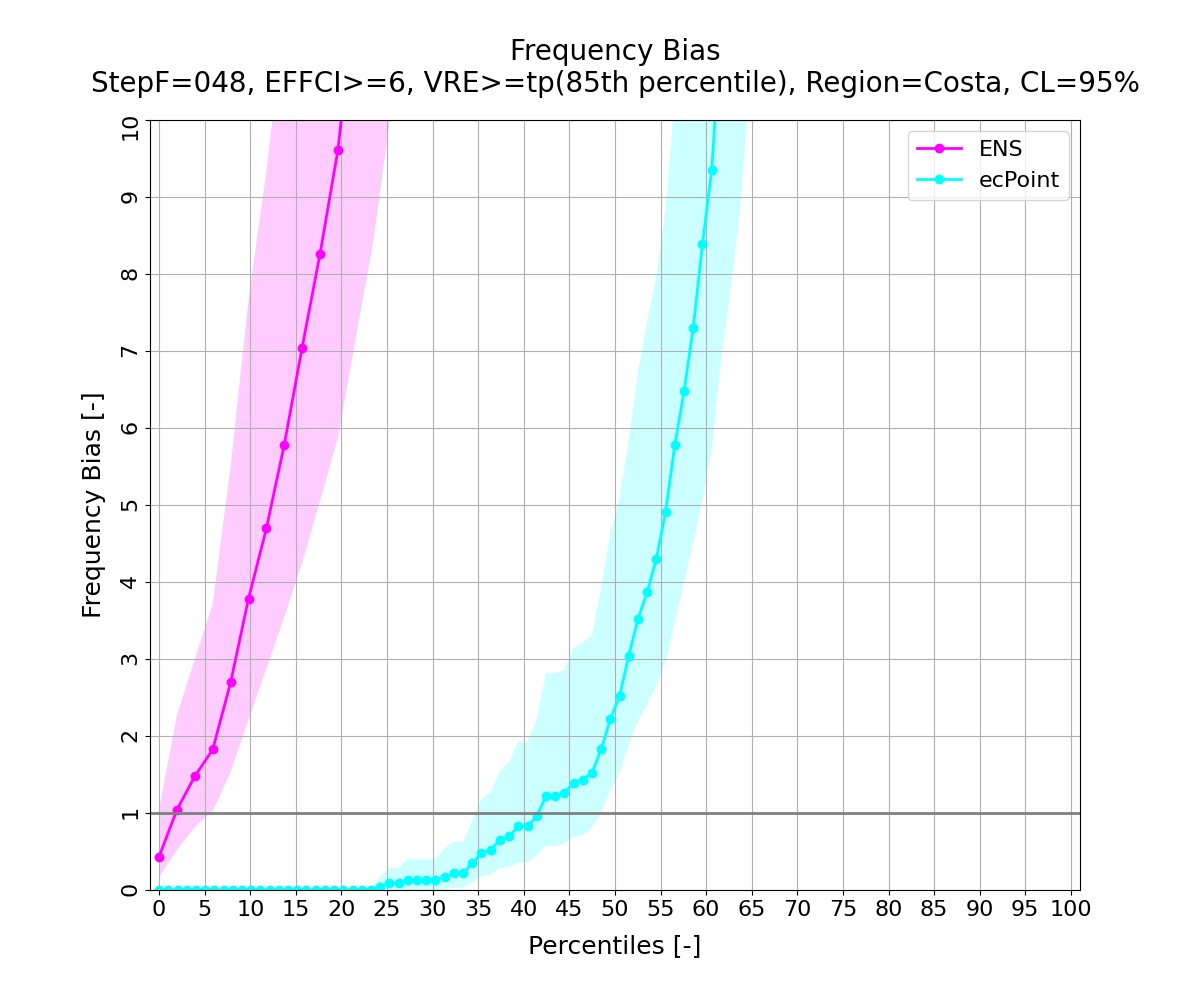 Frequency Bias
StepF=048, EFFCI>=6, VRE>=tp(85th percentile), Region=Costa, CL=95%
ENS
ecPoint
10
9
8
7
6
5
4
3
2
1
0
Frequency Bias [-]
0 5 10 15 20 25 30 35 40 45 50 55 60 65 70 75 80 85 90 95 100
Percentiles [-]